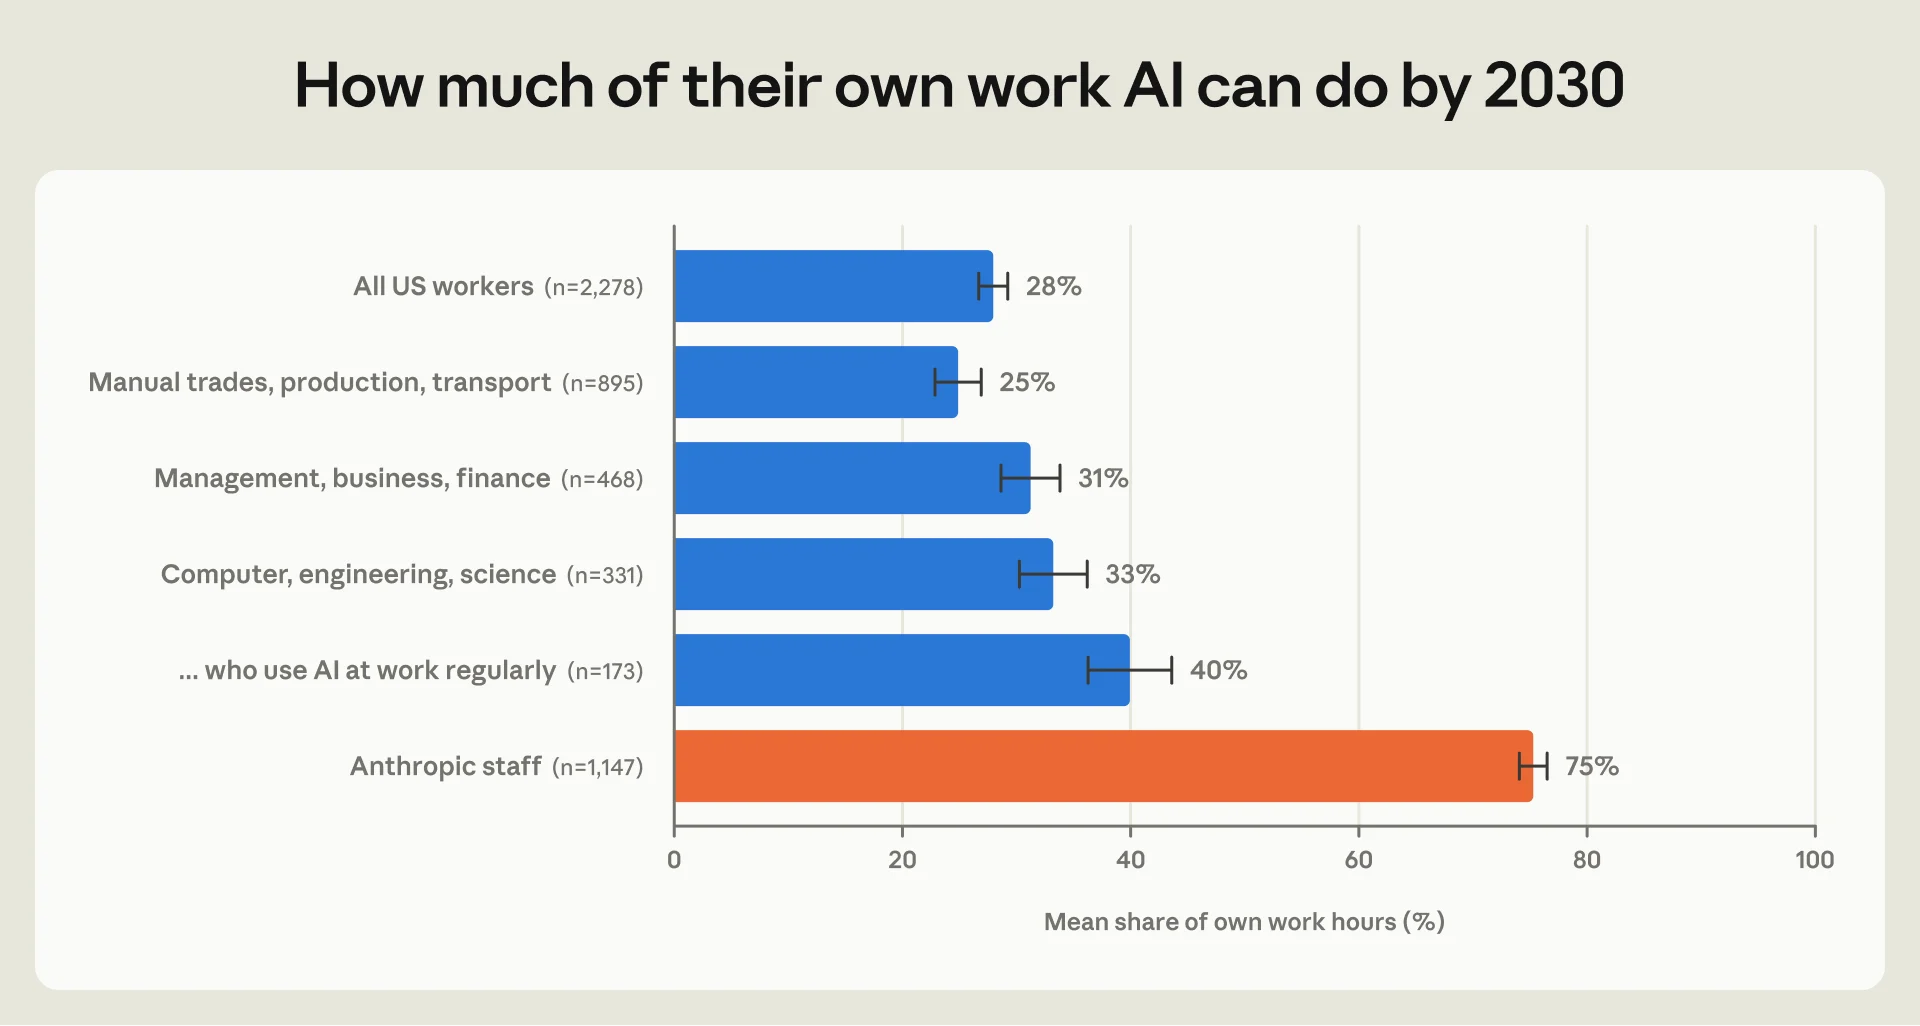 How much of their own work AI can do by 2030
All US workers (n=2,278)
28%
Manual trades, production, transport (n=895)
25%
Management, business, finance (n=468)
31%
Computer, engineering, science (n=331)
33%
... who use AI at work regularly (n=173)
40%
Anthropic staff (n=1,147)
75%
0 20 40 60 80 100
Mean share of own work hours (%)